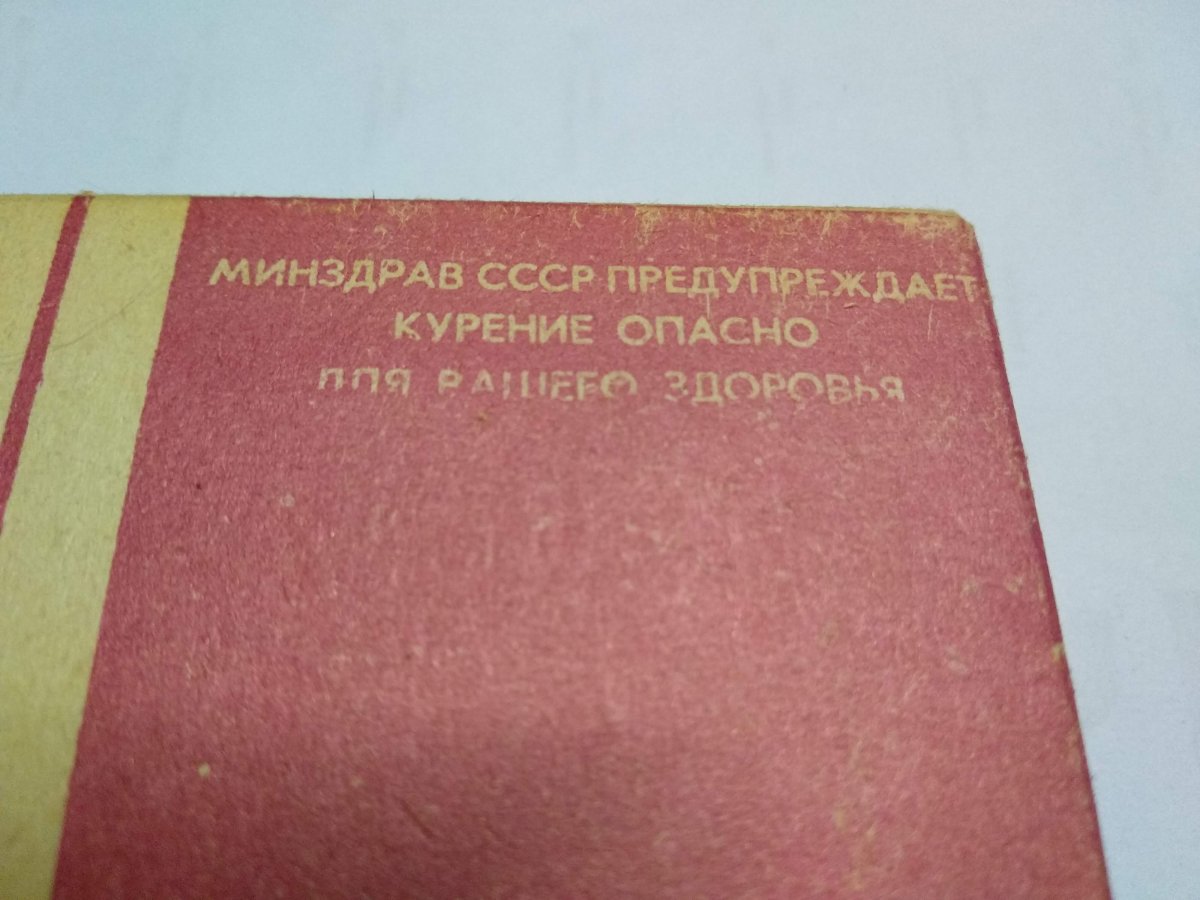 МИНЗДРАВ СССР ПРЕДУПРЕЖДАЕТ
КУРЕНИЕ ОПАСНО
ДЛЯ ВАШЕГО ЗДОРОВЬЯ